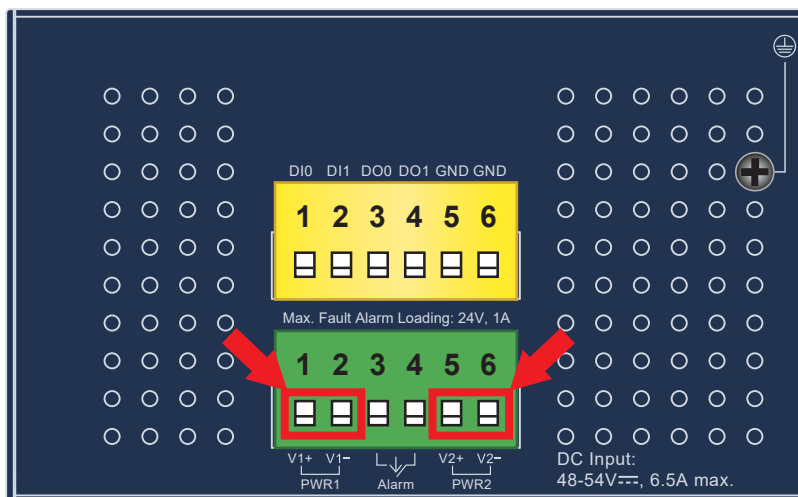 DI0 DI1 DO0 DO1 GND GND
1 2 3 4 5 6
Max. Fault Alarm Loading: 24V, 1A
1 2 3 4 5 6
V1+ V1− V2+ V2−
PWR1 Alarm PWR2
DC Input:
48-54V⎓, 6.5A max.